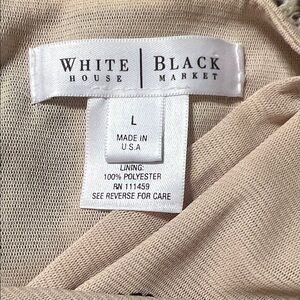 WHITE | BLACK
HOUSE | MARKET
L
MADE IN
U.S.A
LINING:
100% POLYESTER
RN 111459
SEE REVERSE FOR CARE